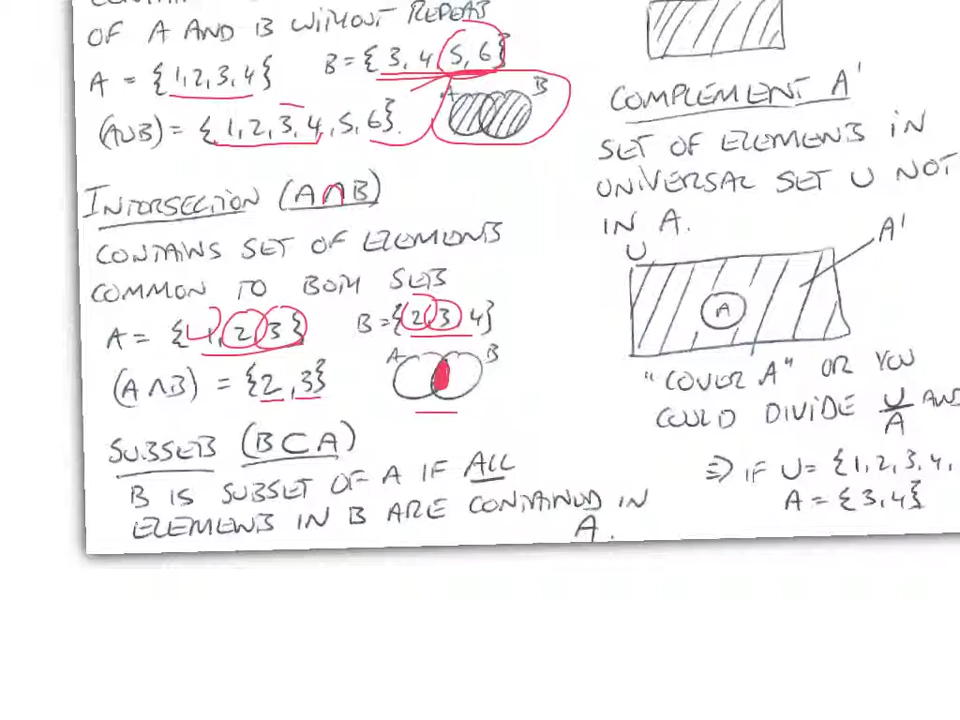 OF A AND B WITHOUT REPEATS
A = {1,2,3,4} B = {3,4,5,6}
(A∪B) = {1,2,3,4,5,6}.
B
INTERSECTION (A∩B)
CONTAINS SET OF ELEMENTS
COMMON TO BOTH SETS
A = {1,2,3} B={2,3,4}
(A∩B) = {2,3}
A B
SUBSETS (B⊂A)
B IS SUBSET OF A IF ALL
ELEMENTS IN B ARE CONTAINED IN
A.
COMPLEMENT A'
SET OF ELEMENTS IN
UNIVERSAL SET U NOT
IN A.
U A'
A
"COVER A" OR YOU
COULD DIVIDE U/A AND
⇒ IF U= {1,2,3,4,
A = {3,4}